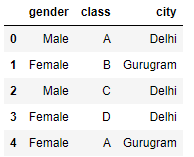 gender class city
0 Male A Delhi
1 Female B Gurugram
2 Male C Delhi
3 Female D Delhi
4 Female A Gurugram